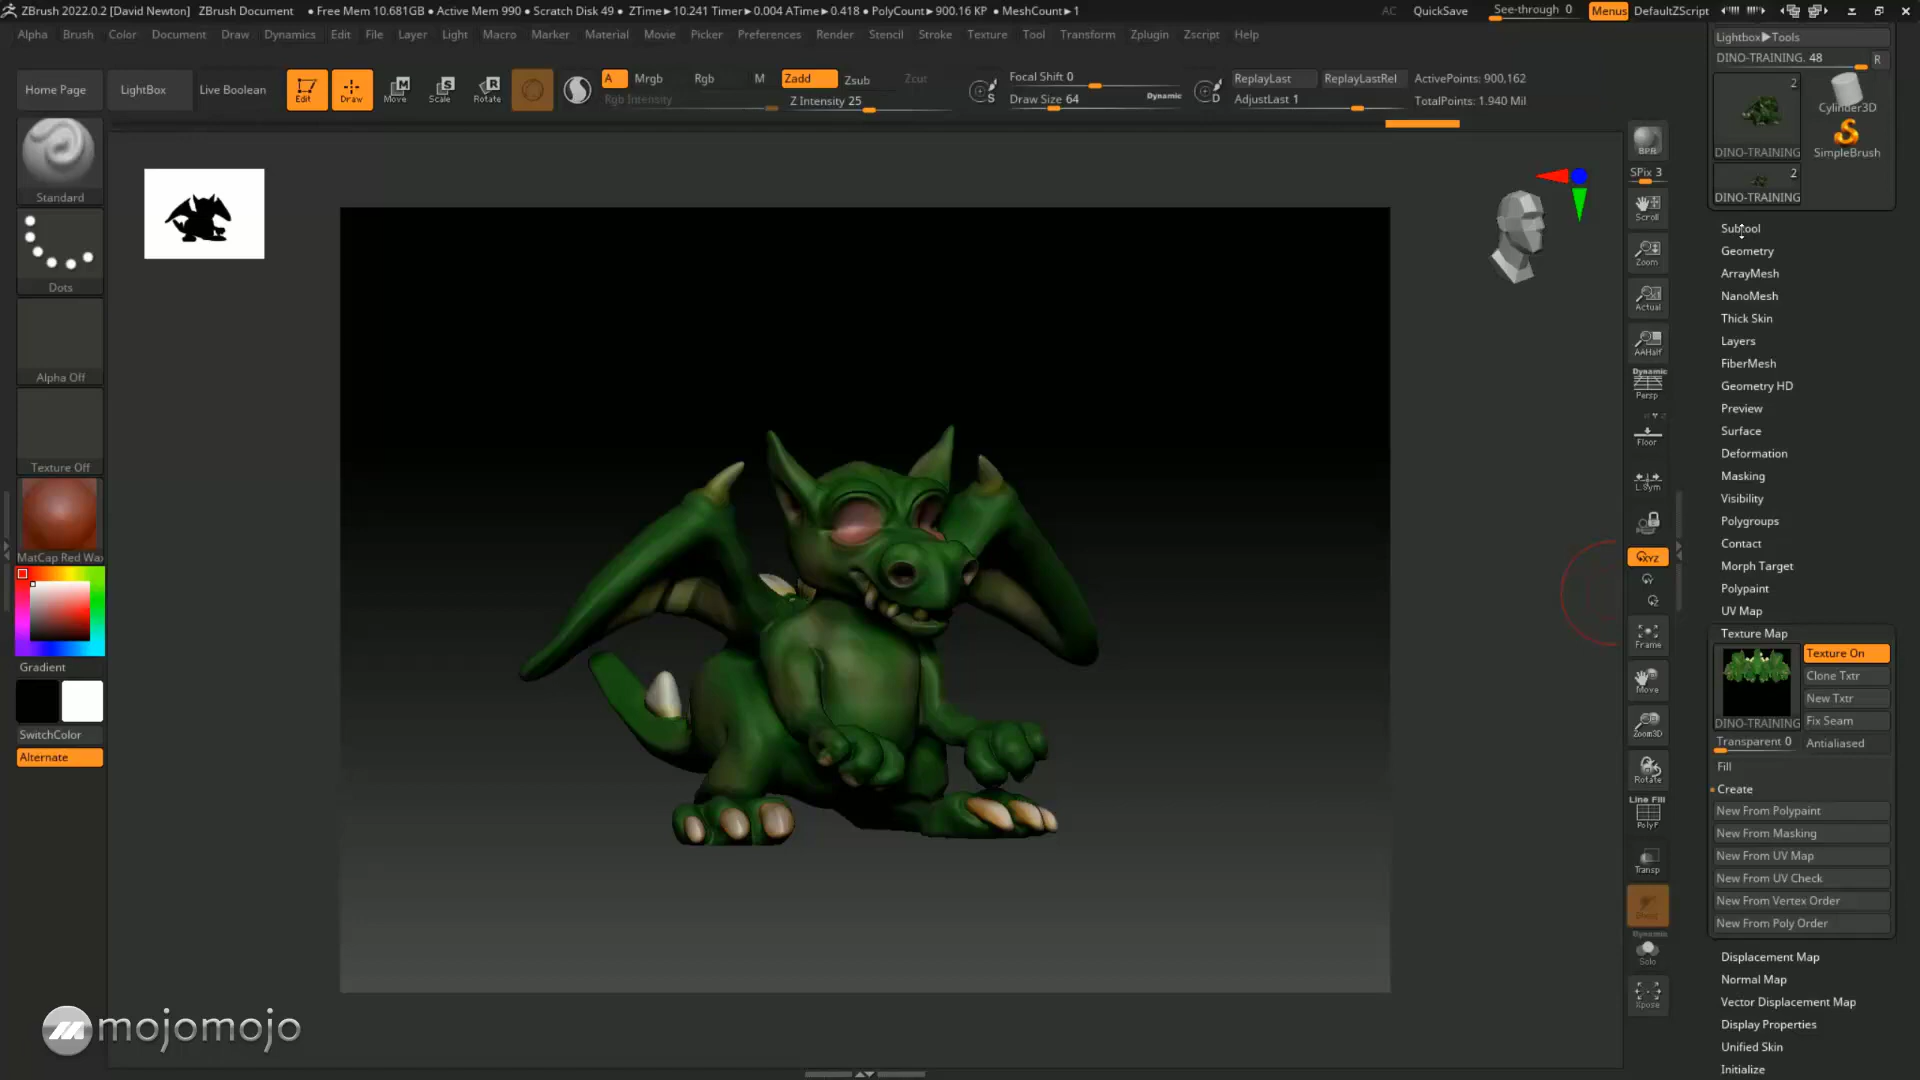 ZBrush 2022.0.2 [David Newton] ZBrush Document • Free Mem 10.681GB • Active Mem 990 • Scratch Disk 49 • ZTime▶10.241 Timer▶0.004 ATime▶0.418 • PolyCount▶900.16 KP • MeshCount▶1 AC QuickSave See-through 0 Menus DefaultZScript
Alpha Brush Color Document Draw Dynamics Edit File Layer Light Macro Marker Material Movie Picker Preferences Render Stencil Stroke Texture Tool Transform Zplugin Zscript Help
Home Page LightBox Live Boolean Edit Draw Move Scale Rotate
A Mrgb Rgb M Zadd Zsub Zcut
Rgb Intensity Z Intensity 25
Focal Shift 0
Draw Size 64 Dynamic
S
D
ReplayLast ReplayLastRel ActivePoints: 900,162
AdjustLast 1 TotalPoints: 1.940 Mil
Standard
Dots
Alpha Off
Texture Off
MatCap Red Wax
Gradient
SwitchColor
Alternate
BPR
SPix 3
Scroll
Zoom
Actual
AAHalf
Dynamic
Persp
Floor
L.Sym
XYZ
Y
Z
Frame
Move
Zoom3D
Rotate
Line Fill
PolyF
Transp
Dynamic
Solo
Xpose
Lightbox▶Tools
DINO-TRAINING. 48 R
2
DINO-TRAINING
Cylinder3D
SimpleBrush
2
DINO-TRAINING
Subtool
Geometry
ArrayMesh
NanoMesh
Thick Skin
Layers
FiberMesh
Geometry HD
Preview
Surface
Deformation
Masking
Visibility
Polygroups
Contact
Morph Target
Polypaint
UV Map
Texture Map
Texture On
Clone Txtr
New Txtr
DINO-TRAINING Fix Seam
Transparent 0 Antialiased
Fill
Create
New From Polypaint
New From Masking
New From UV Map
New From UV Check
New From Vertex Order
New From Poly Order
Displacement Map
Normal Map
Vector Displacement Map
Display Properties
Unified Skin
Initialize
mojomojo